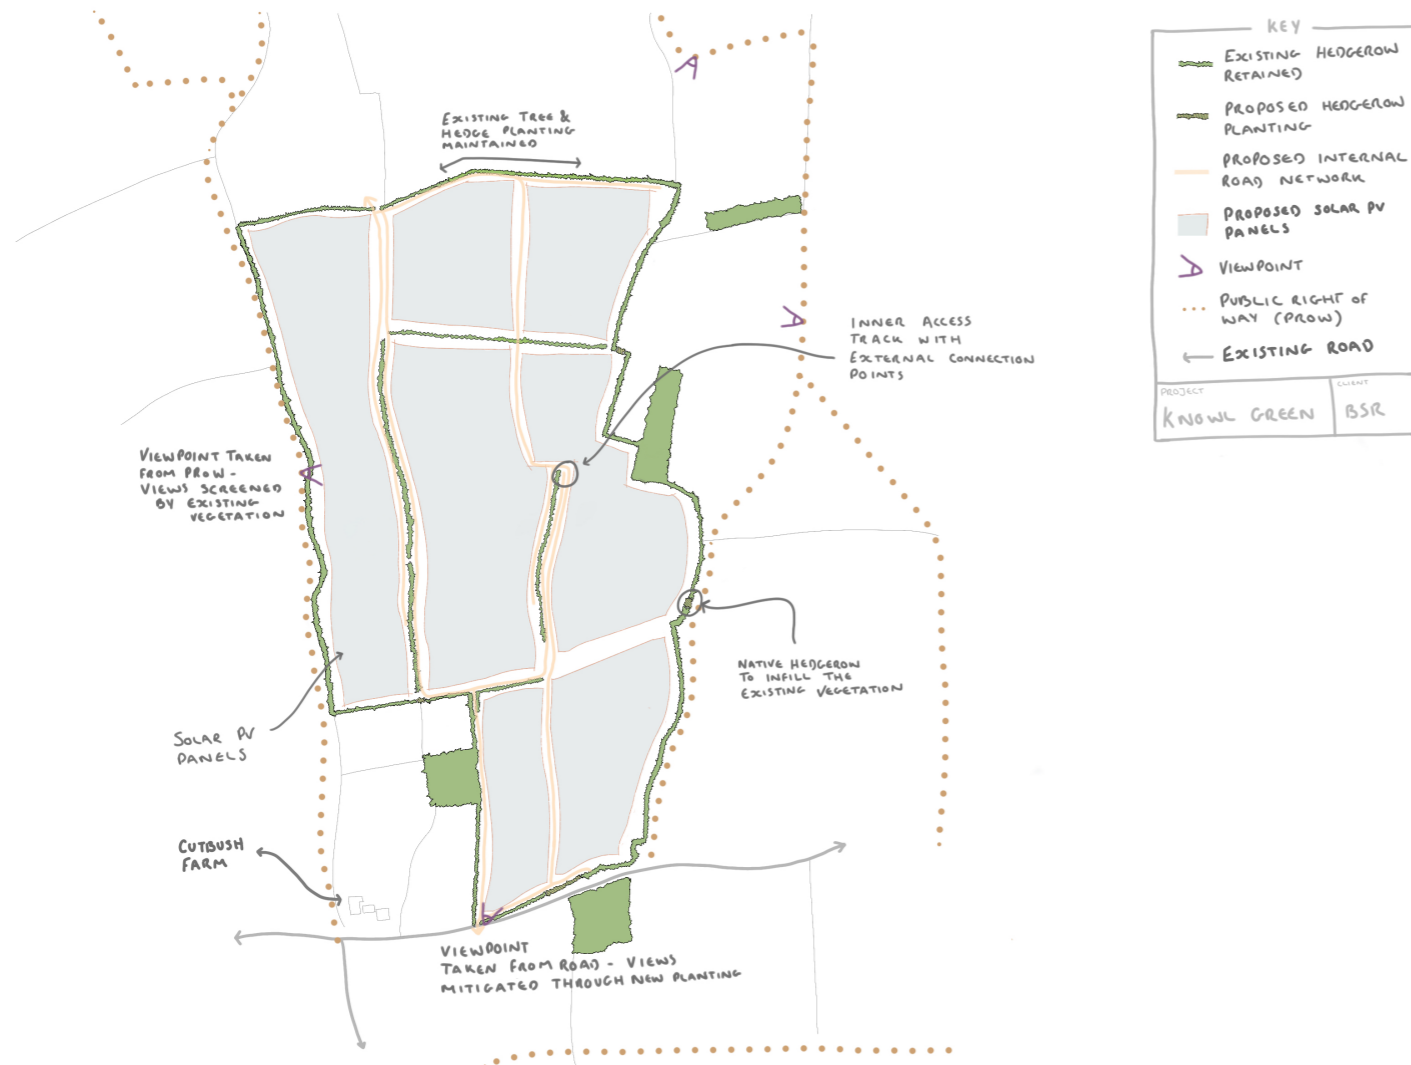 KEY
EXISTING HEDGEROW
RETAINED
PROPOSED HEDGEROW
PLANTING
PROPOSED INTERNAL
ROAD NETWORK
PROPOSED SOLAR PV
PANELS
VIEWPOINT
PUBLIC RIGHT OF
WAY (PROW)
EXISTING ROAD
PROJECT
KNOWL GREEN
CLIENT
BSR
EXISTING TREE &
HEDGE PLANTING
MAINTAINED
INNER ACCESS
TRACK WITH
EXTERNAL CONNECTION
POINTS
VIEWPOINT TAKEN
FROM PROW -
VIEWS SCREENED
BY EXISTING
VEGETATION
NATIVE HEDGEROW
TO INFILL THE
EXISTING VEGETATION
SOLAR PV
PANELS
CUTBUSH
FARM
VIEWPOINT
TAKEN FROM ROAD - VIEWS
MITIGATED THROUGH NEW PLANTING